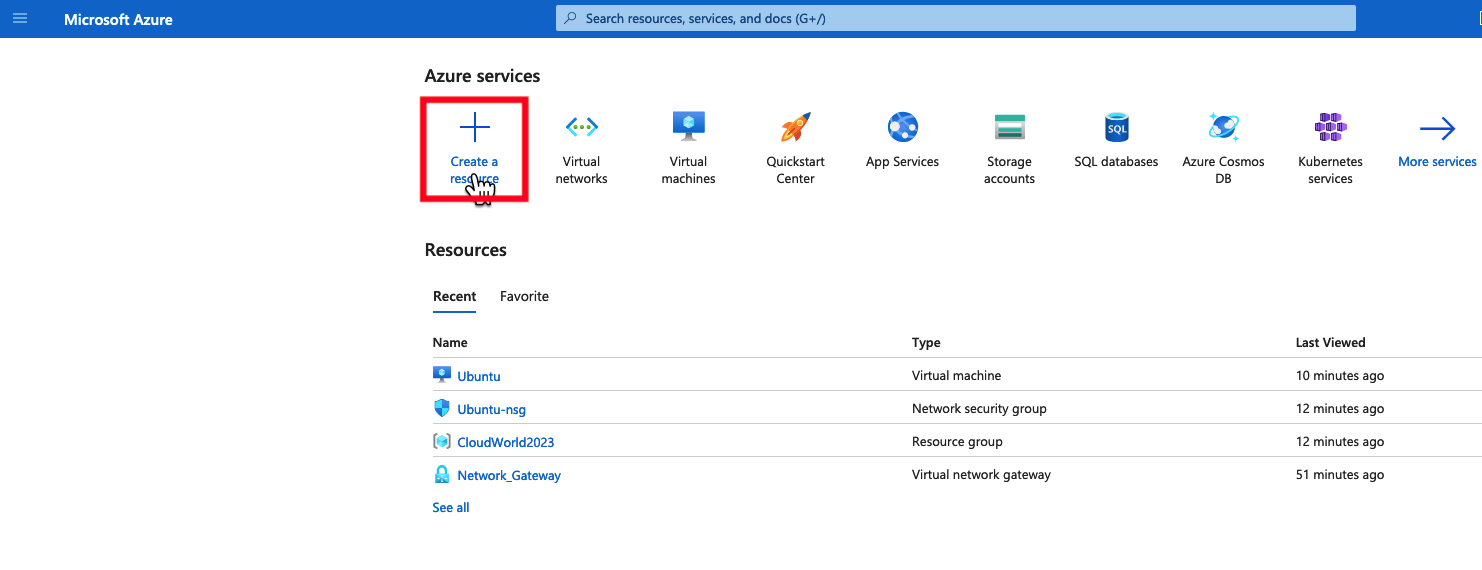 Microsoft Azure
Search resources, services, and docs (G+/)
Azure services
Create a
resource
Virtual
networks
Virtual
machines
Quickstart
Center
App Services
Storage
accounts
SQL
SQL databases
Azure Cosmos
DB
Kubernetes
services
More services
Resources
Recent Favorite
Name Type Last Viewed
Ubuntu Virtual machine 10 minutes ago
Ubuntu-nsg Network security group 12 minutes ago
CloudWorld2023 Resource group 12 minutes ago
Network_Gateway Virtual network gateway 51 minutes ago
See all